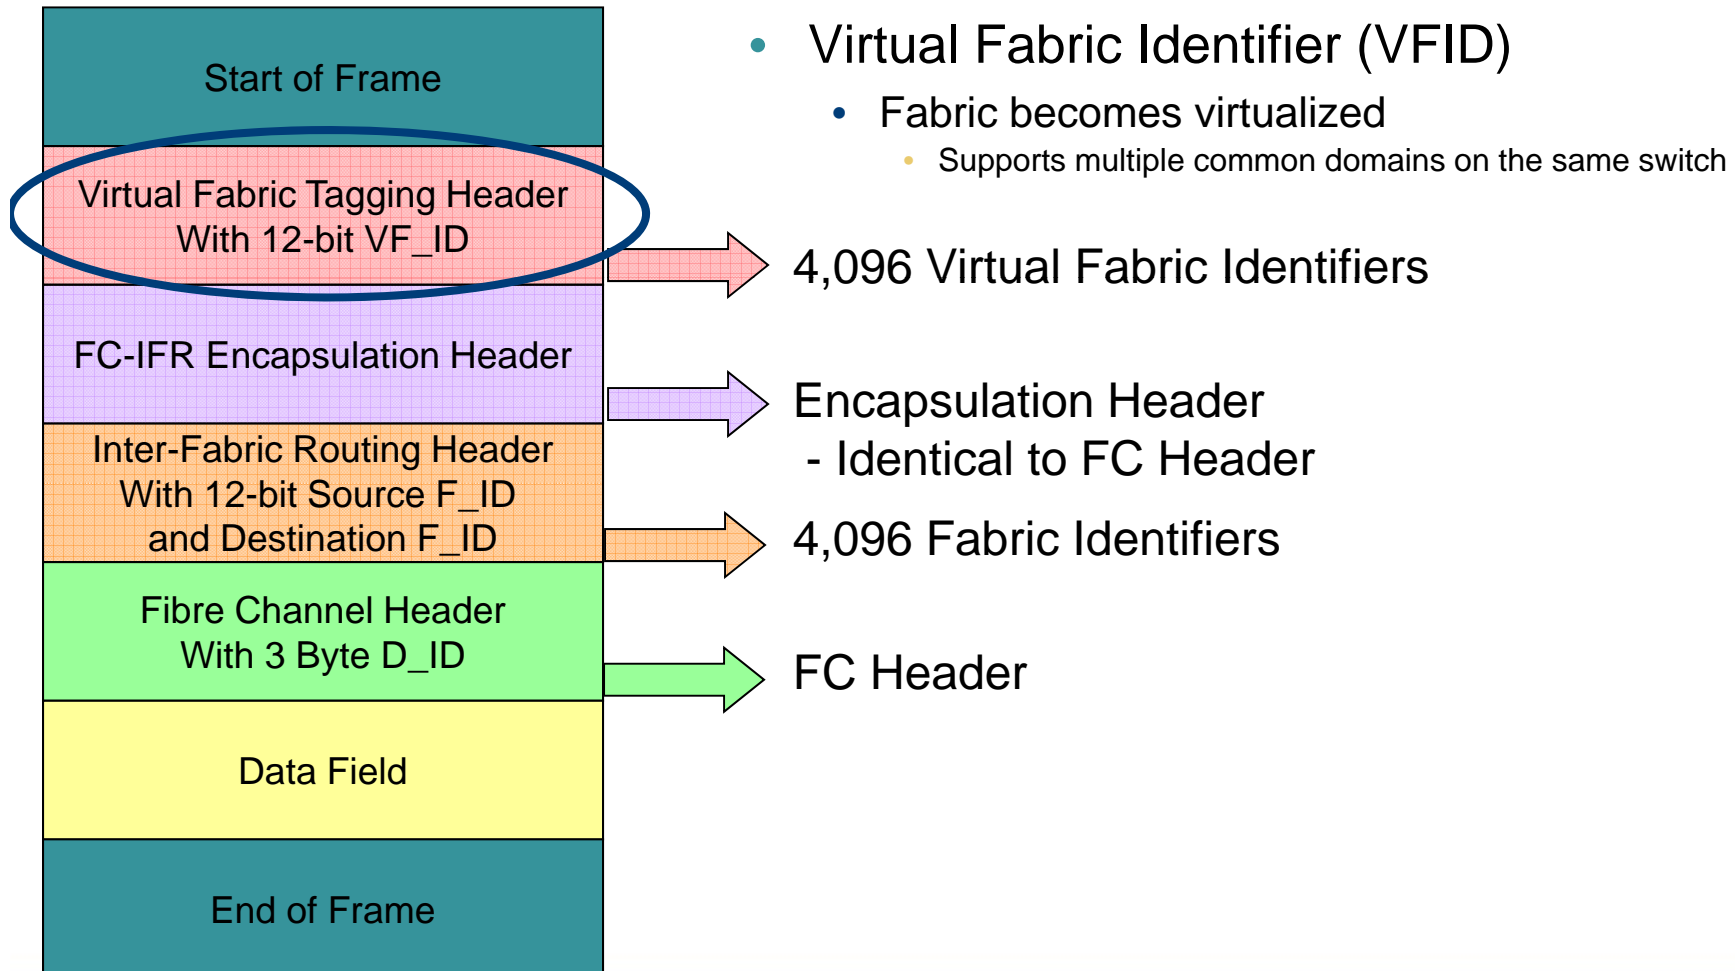 Start of Frame
Virtual Fabric Tagging Header
With 12-bit VF_ID
FC-IFR Encapsulation Header
Inter-Fabric Routing Header
With 12-bit Source F_ID
and Destination F_ID
Fibre Channel Header
With 3 Byte D_ID
Data Field
End of Frame
• Virtual Fabric Identifier (VFID)
• Fabric becomes virtualized
• Supports multiple common domains on the same switch
4,096 Virtual Fabric Identifiers
Encapsulation Header
- Identical to FC Header
4,096 Fabric Identifiers
FC Header